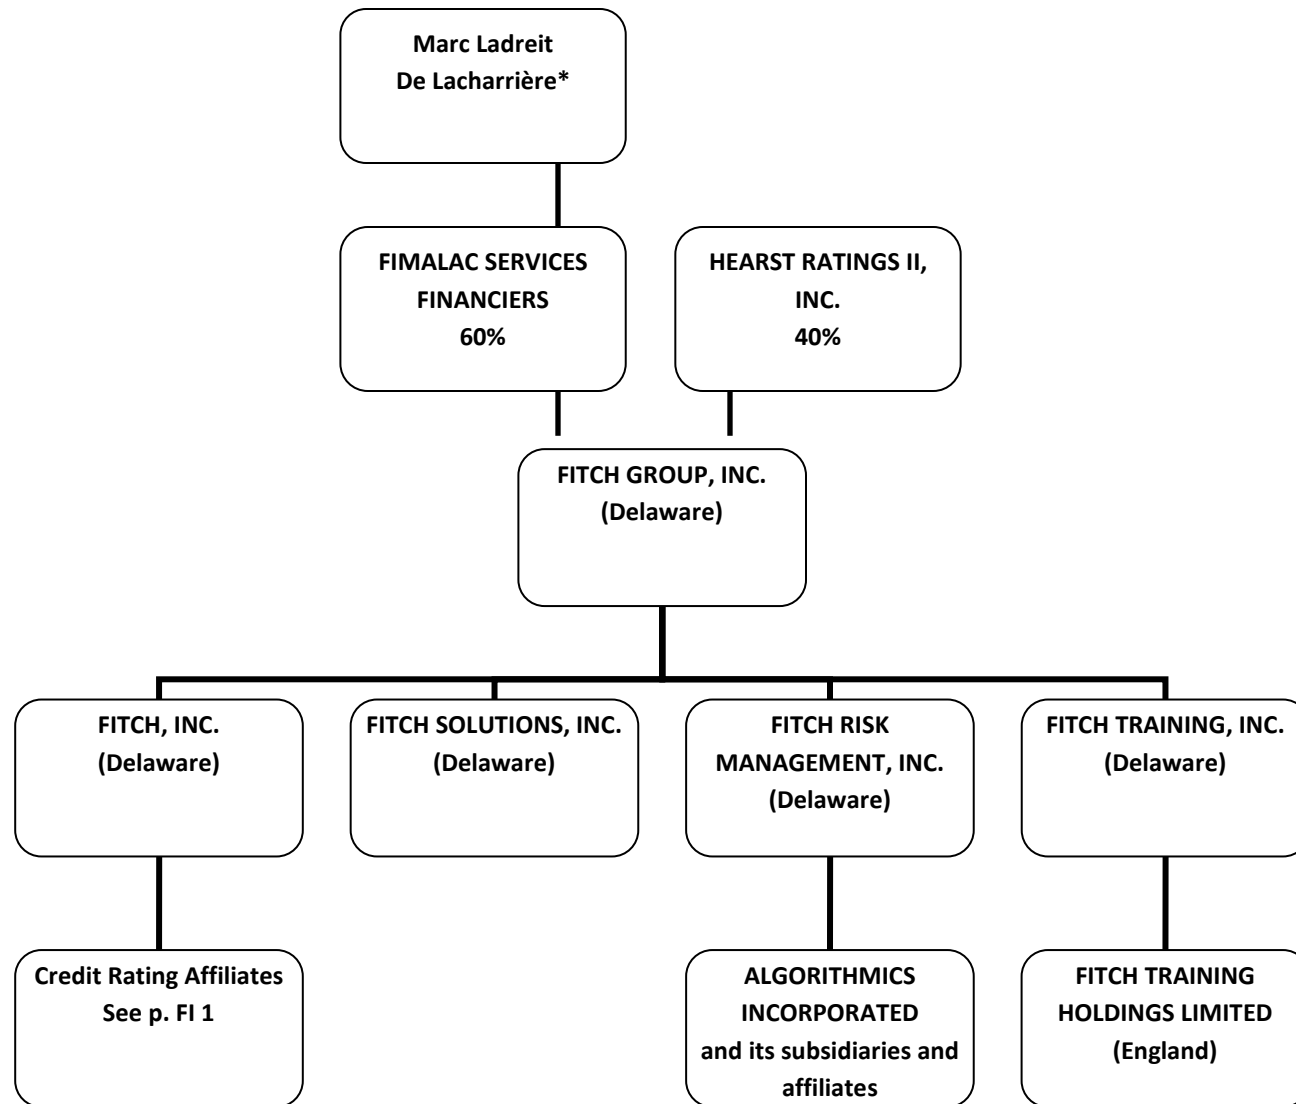 Marc Ladreit
De Lacharrière*
FIMALAC SERVICES
FINANCIERS
60%
HEARST RATINGS II,
INC.
40%
FITCH GROUP, INC.
(Delaware)
FITCH, INC.
(Delaware)
FITCH SOLUTIONS, INC.
(Delaware)
FITCH RISK
MANAGEMENT, INC.
(Delaware)
FITCH TRAINING, INC.
(Delaware)
Credit Rating Affiliates
See p. FI 1
ALGORITHMICS
INCORPORATED
and its subsidiaries and
affiliates
FITCH TRAINING
HOLDINGS LIMITED
(England)